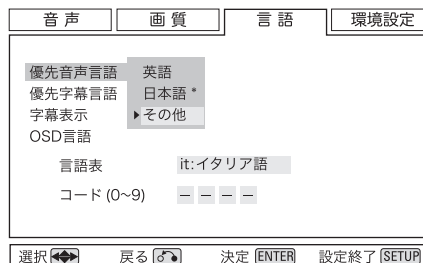 音声 画質 言語 環境設定
優先音声言語 英語
優先字幕言語 日本語*
字幕表示 ▶その他
OSD言語
言語表 it:イタリア語
コード (0~9) – – – –
選択 戻る 決定 ENTER 設定終了 SETUP